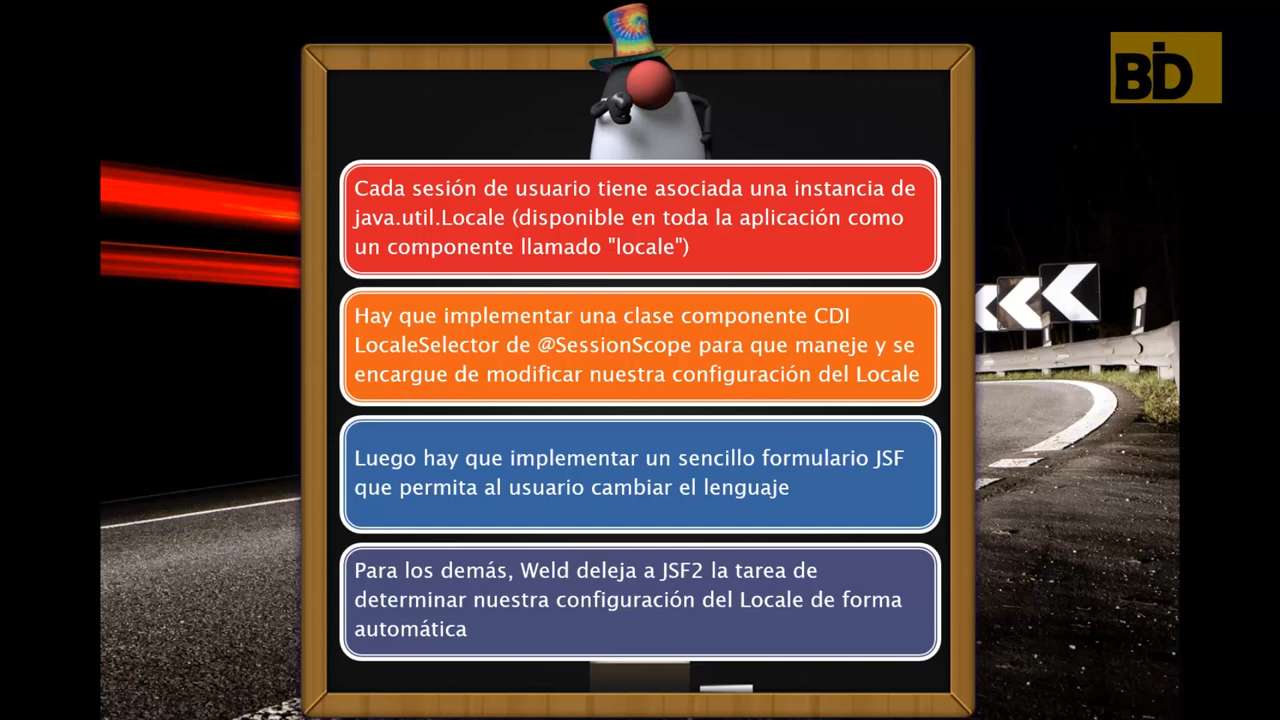 BID
Cada sesión de usuario tiene asociada una instancia de
java.util.Locale (disponible en toda la aplicación como
un componente llamado "locale")
Hay que implementar una clase componente CDI
LocaleSelector de @SessionScope para que maneje y se
encargue de modificar nuestra configuración del Locale
Luego hay que implementar un sencillo formulario JSF
que permita al usuario cambiar el lenguaje
Para los demás, Weld deleja a JSF2 la tarea de
determinar nuestra configuración del Locale de forma
automática